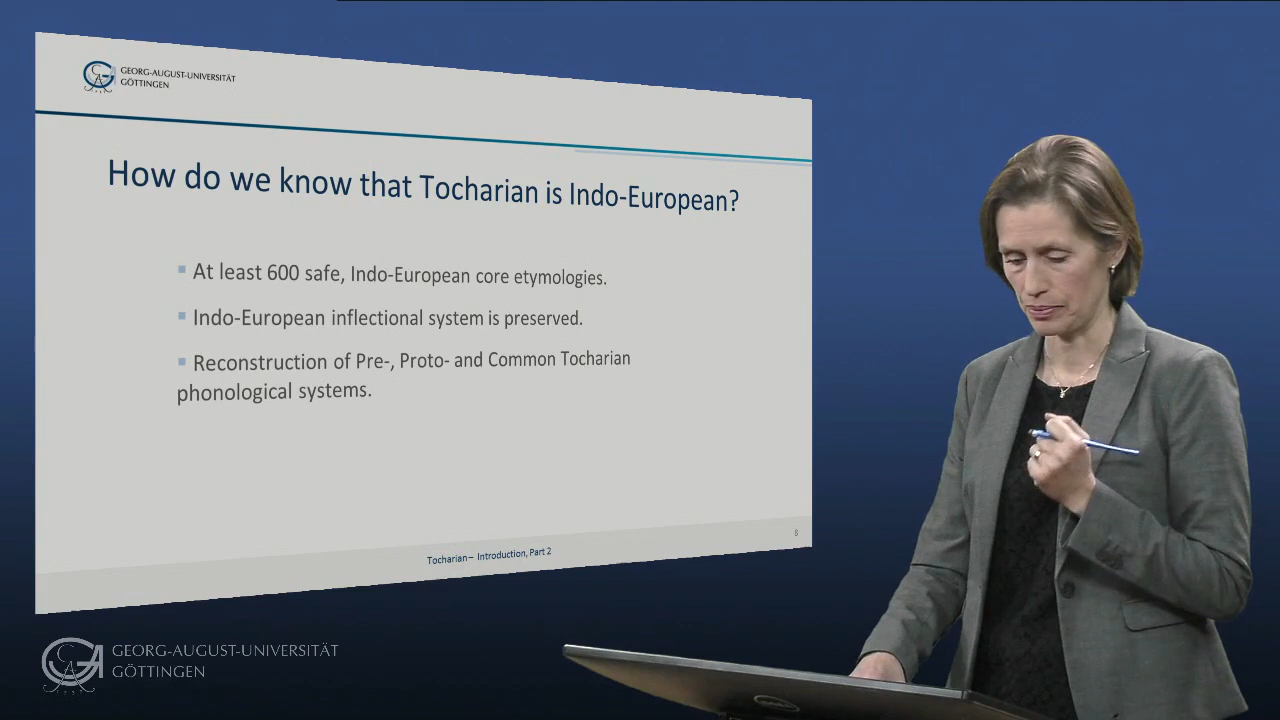 GEORG-AUGUST-UNIVERSITÄT
GÖTTINGEN
How do we know that Tocharian is Indo-European?
▪ At least 600 safe, Indo-European core etymologies.
▪ Indo-European inflectional system is preserved.
▪ Reconstruction of Pre-, Proto- and Common Tocharian
phonological systems.
8
Tocharian – Introduction, Part 2
GEORG-AUGUST-UNIVERSITÄT
GÖTTINGEN